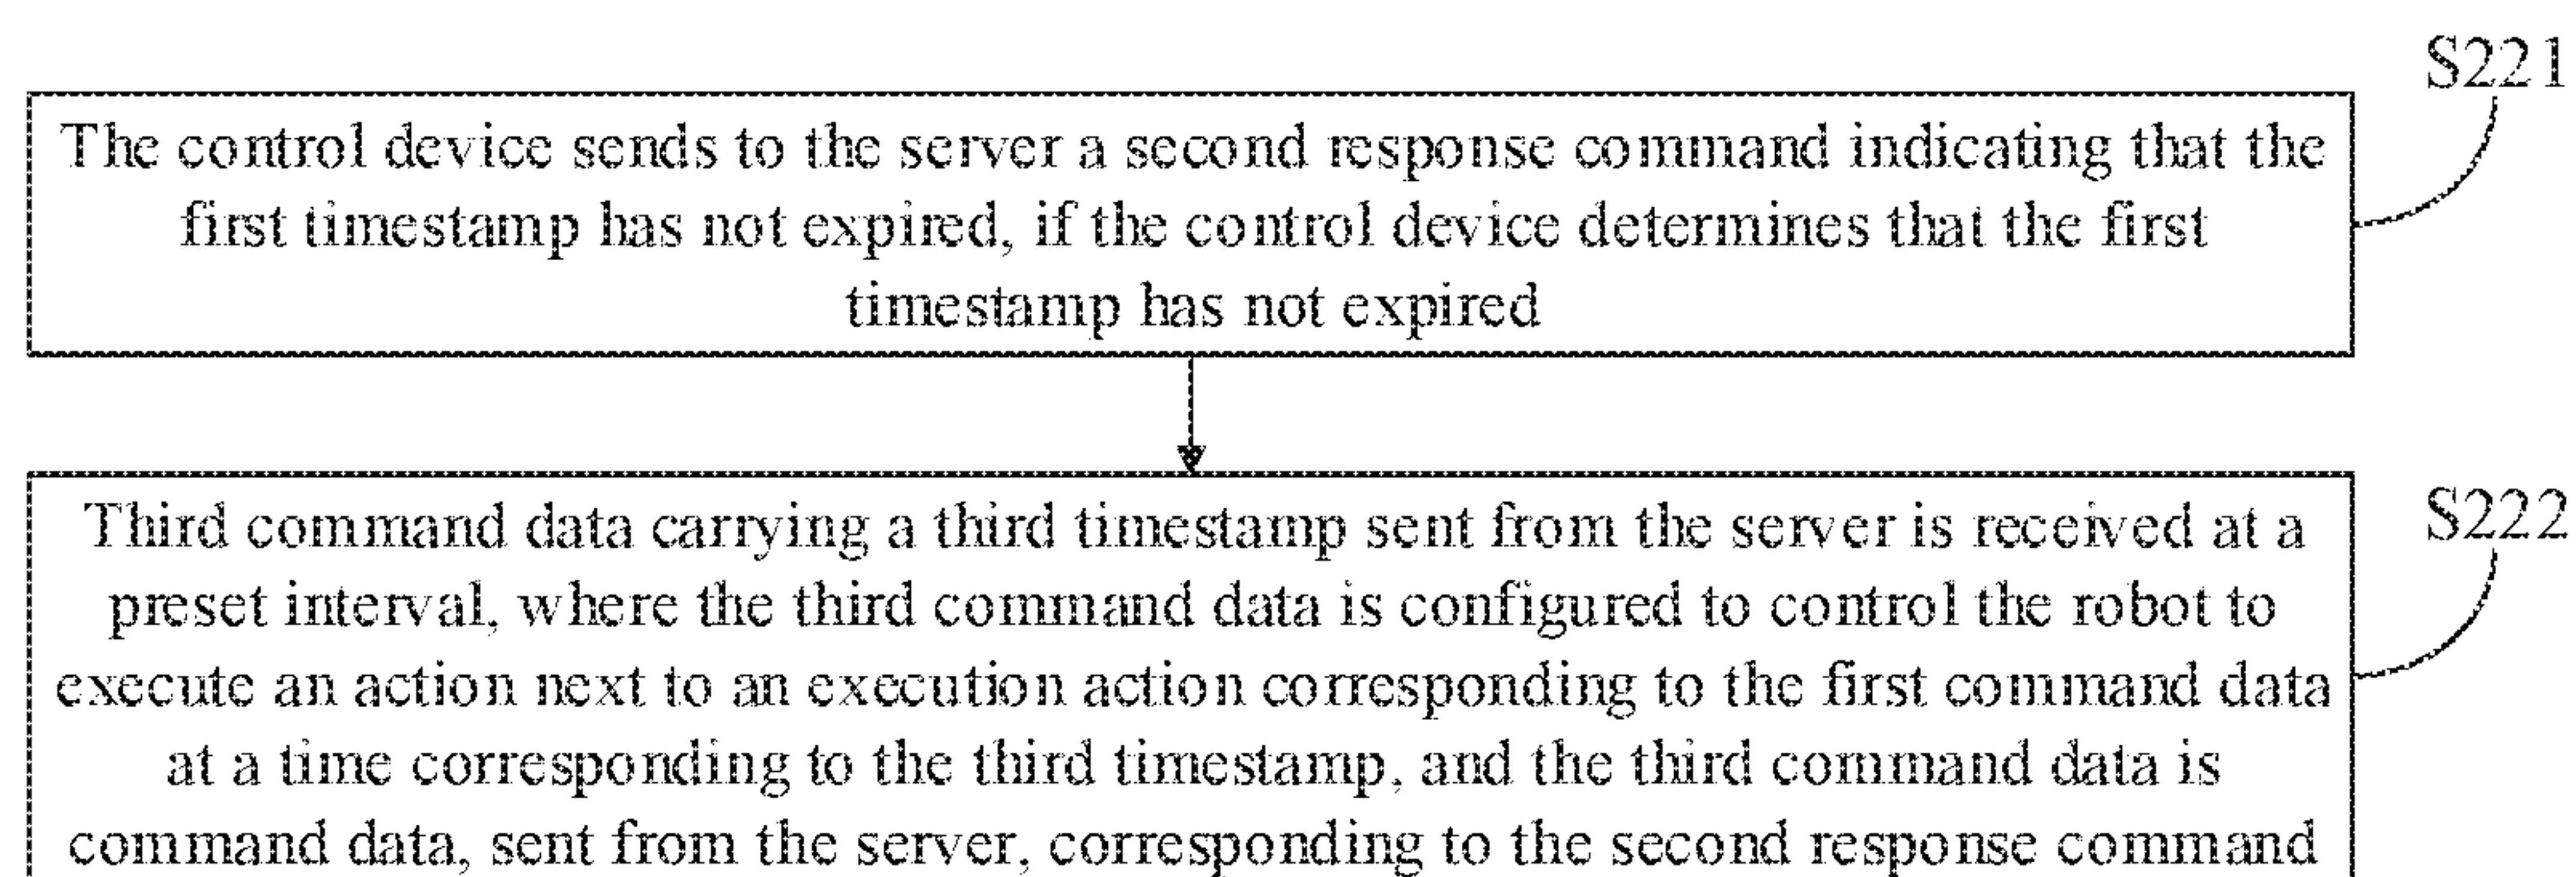 S221
The control device sends to the server a second response command indicating that the
first timestamp has not expired, if the control device determines that the first
timestamp has not expired
S222
Third command data carrying a third timestamp sent from the server is received at a
preset interval, where the third command data is configured to control the robot to
execute an action next to an execution action corresponding to the first command data
at a time corresponding to the third timestamp, and the third command data is
command data, sent from the server, corresponding to the second response command